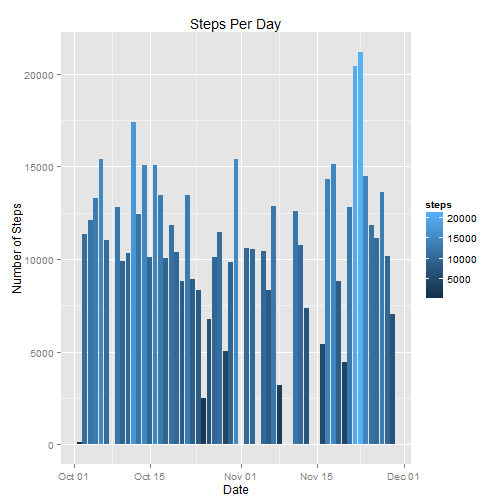 Steps Per Day
Number of Steps
20000
15000
10000
5000
0
Oct 01
Oct 15
Nov 01
Nov 15
Dec 01
Date
steps
20000
15000
10000
5000